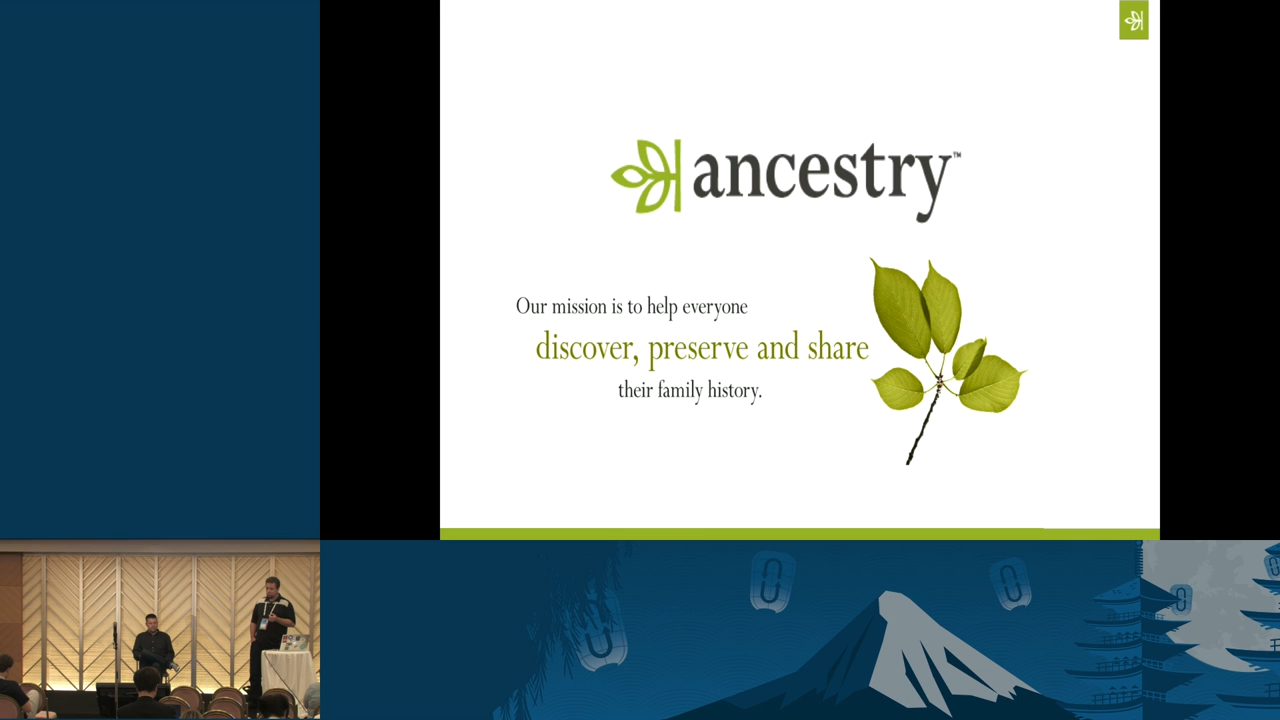 ancestry™
Our mission is to help everyone
discover, preserve and share
their family history.